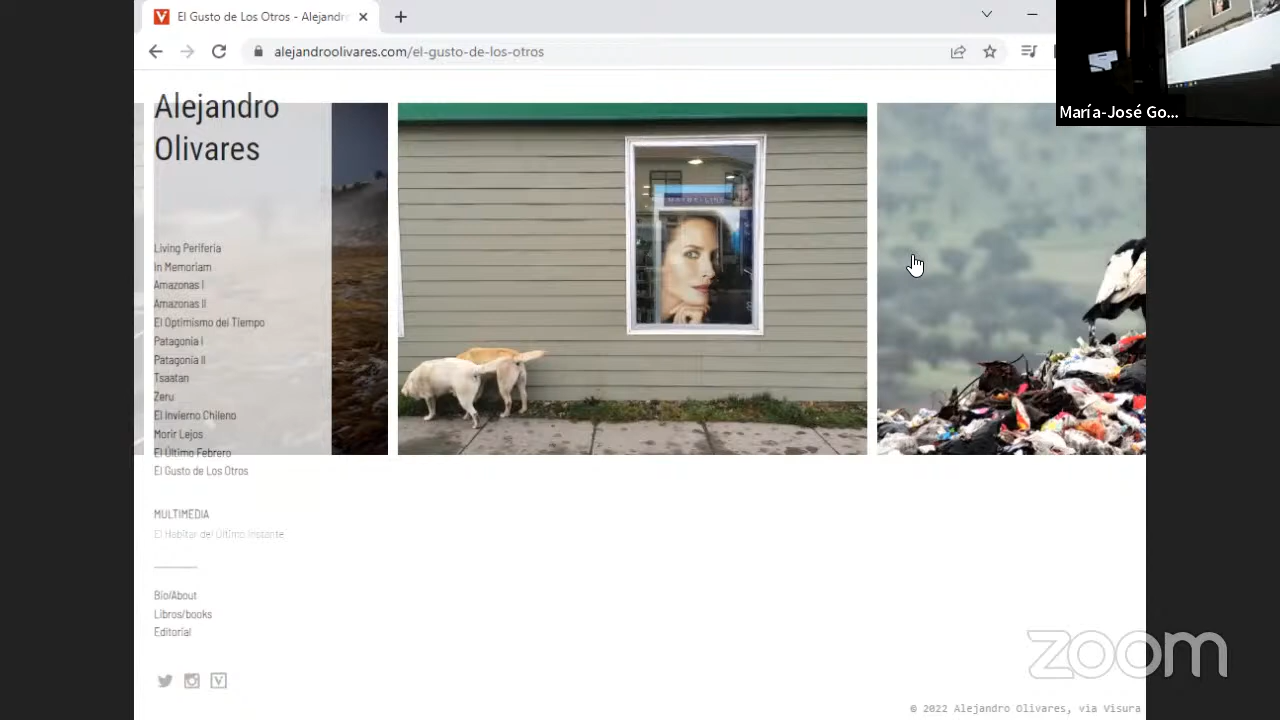 El Gusto de Los Otros - Alejandr
alejandroolivares.com/el-gusto-de-los-otros
María-José Go...
Alejandro
Olivares
MAYBELLINE
Living Periferia
In Memoriam
Amazonas I
Amazonas II
El Optimismo del Tiempo
Patagonia I
Patagonia II
Tsaatan
Zeru
El Invierno Chileno
Morir Lejos
El Último Febrero
El Gusto de Los Otros
MULTIMEDIA
El Habitar del Último Instante
Bio/About
Libros/books
Editorial
zoom
© 2022 Alejandro Olivares, via Visura